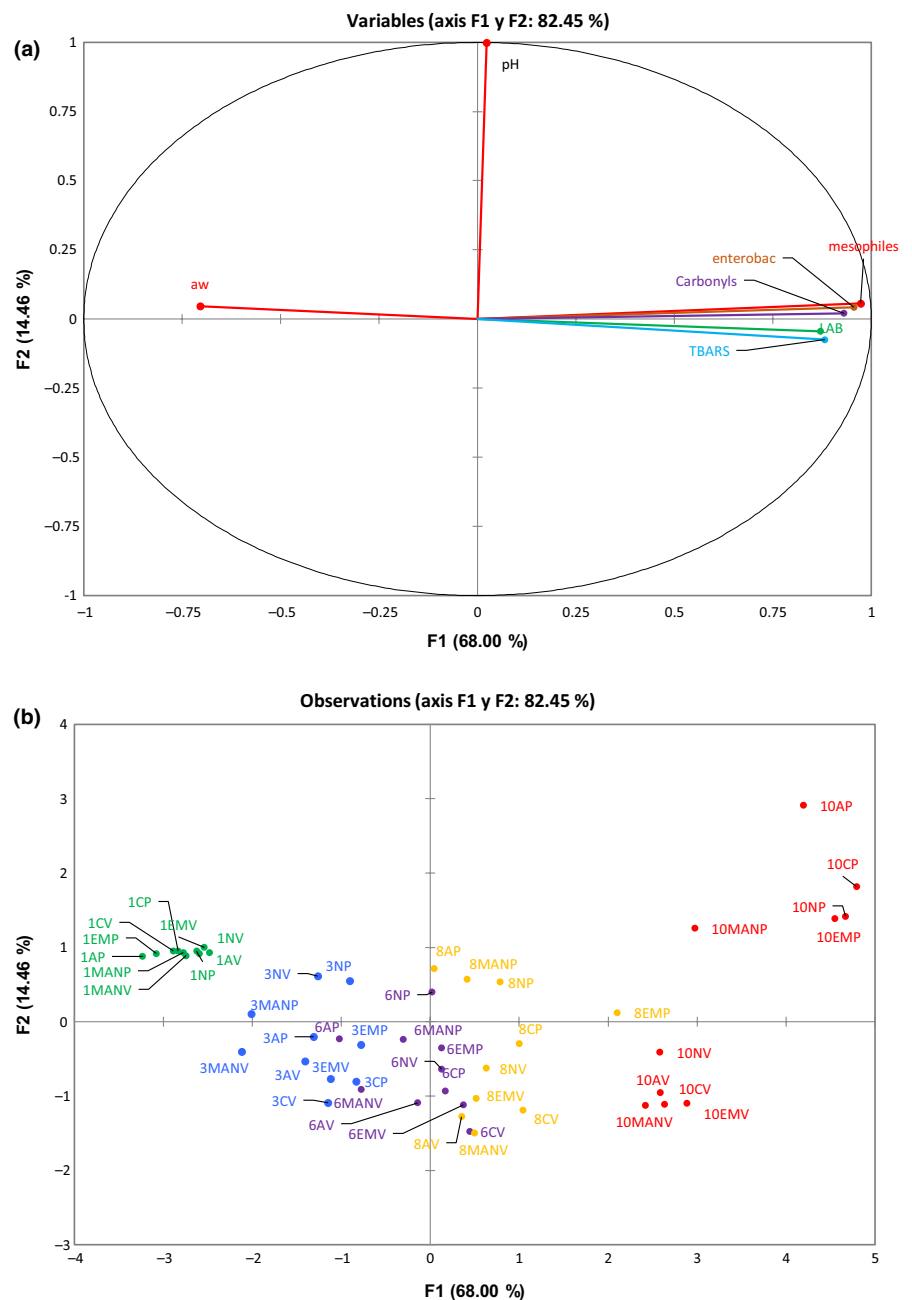 (a)
Variables (axis F1 y F2: 82.45 %)
1
0.75
0.5
0.25
0
−0.25
−0.5
−0.75
-1
pH
mesophiles
enterobac
Carbonyls
aw
LAB
TBARS
F2 (14.46 %)
-1
−0.75
−0.5
−0.25
0
0.25
0.5
0.75
1
F1 (68.00 %)
(b)
Observations (axis F1 y F2: 82.45 %)
4
3
2
1
0
−1
−2
−3
10AP
10CP
10NP
10EMP
10MANP
1CP
1CV
1EMV
1NV
1EMP
1AP
1AV
1MANP
1NP
1MANV
8AP
8MANP
8NP
3NV
3NP
6NP
3MANP
8EMP
3AP
6AP
3EMP
6MANP
8CP
6EMP
10NV
3MANV
3AV
3EMV
6NV
6CP
8NV
3CP
10AV
10CV
3CV
6MANV
8EMV
10MANV
10EMV
6AV
6EMV
8AV
6CV
8CV
8MANV
F2 (14.46 %)
−4
−3
−2
−1
0
1
2
3
4
5
F1 (68.00 %)